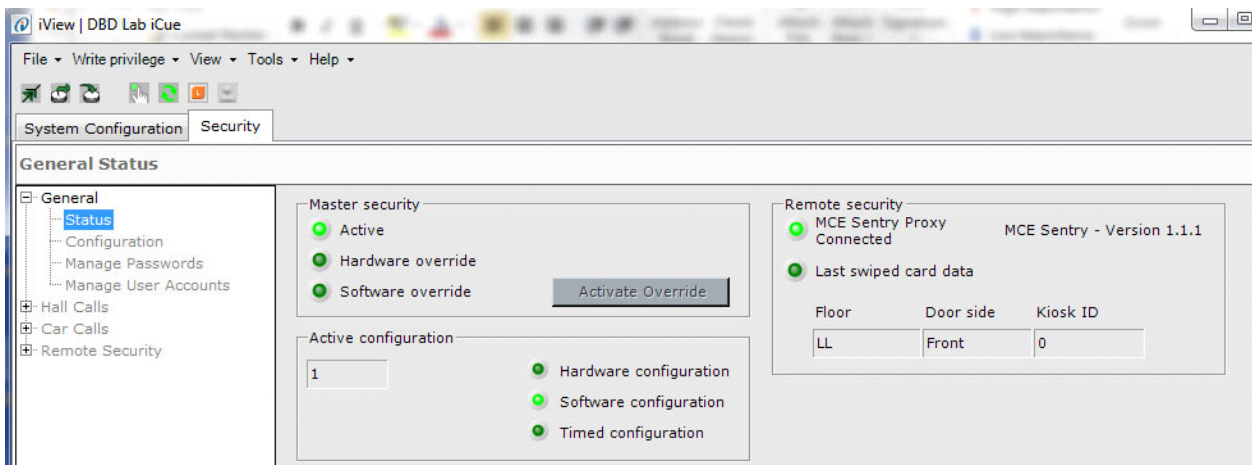 iView | DBD Lab iCue
File Write privilege View Tools Help
System Configuration Security
General Status
General
Status
Configuration
Manage Passwords
Manage User Accounts
Hall Calls
Car Calls
Remote Security
Master security
Active
Hardware override
Software override
Activate Override
Active configuration
1
Hardware configuration
Software configuration
Timed configuration
Remote security
MCE Sentry Proxy
Connected
MCE Sentry - Version 1.1.1
Last swiped card data
Floor Door side Kiosk ID
LL Front 0